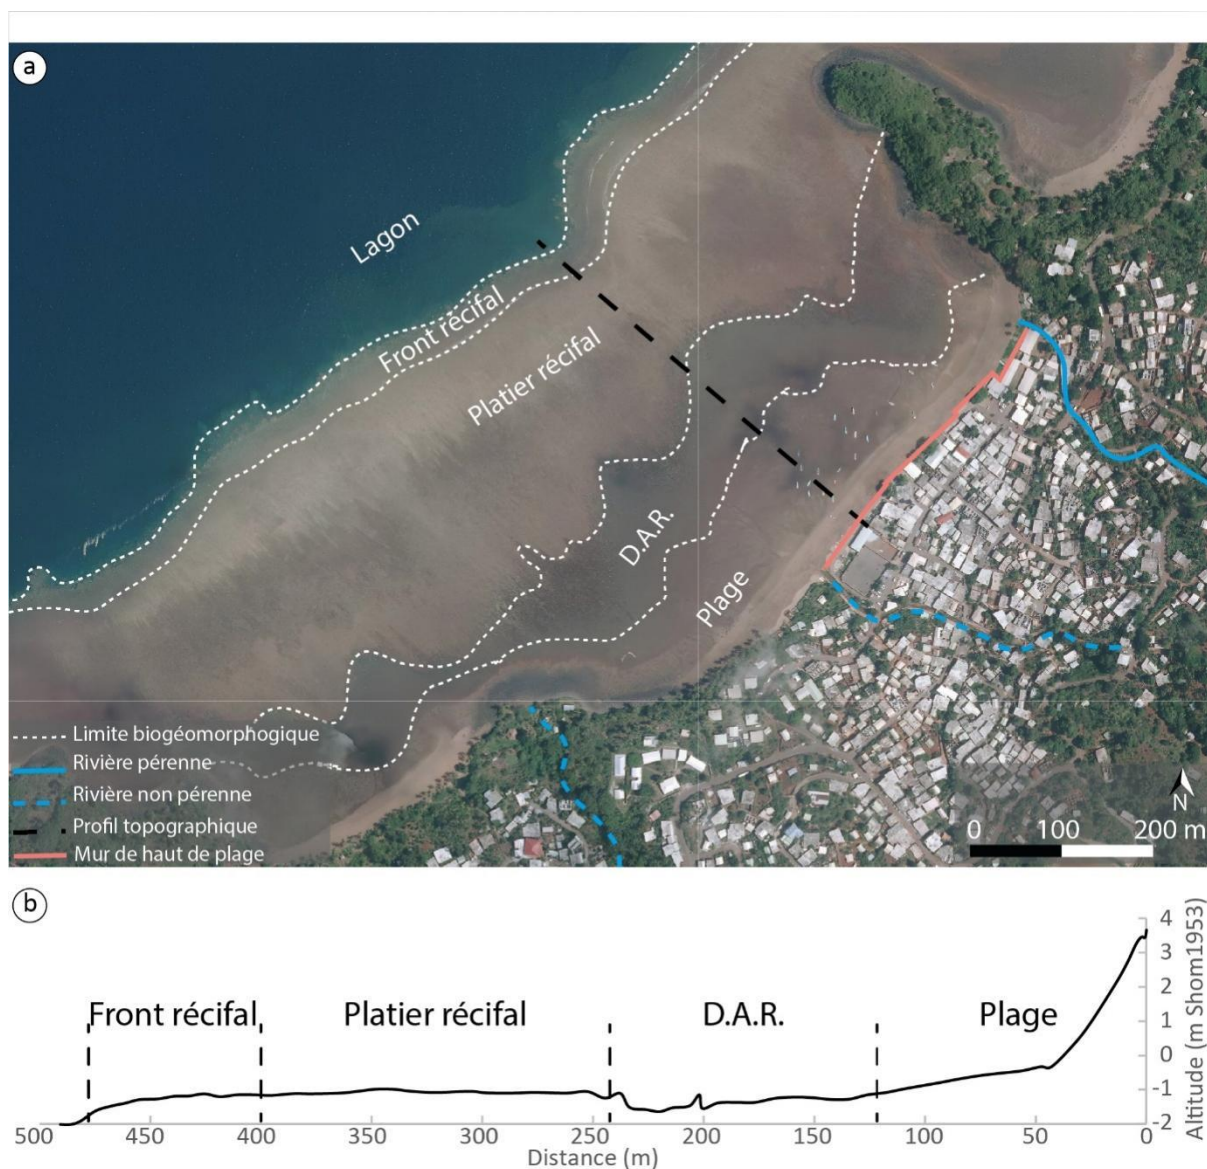 a
Lagon
Front récifal
Platier récifal
D.A.R.
Plage
Limite biogéomorphogique
Rivière pérenne
Rivière non pérenne
Profil topographique
Mur de haut de plage
N
0 100 200 m
b
Front récifal Platier récifal D.A.R. Plage
4
3
2
1
0
-1
-2
Altitude (m Shom1953)
500 450 400 350 300 250 200 150 100 50 0
Distance (m)